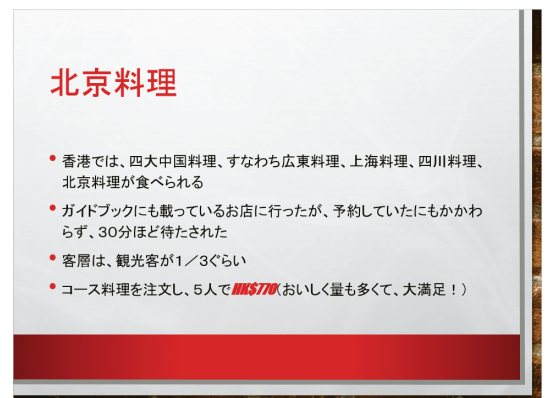 北京料理
• 香港では、四大中国料理、すなわち広東料理、上海料理、四川料理、
北京料理が食べられる
• ガイドブックにも載っているお店に行ったが、予約していたにもかかわ
らず、30分ほど待たされた
• 客層は、観光客が1／3ぐらい
• コース料理を注文し、5人でHK$770(おいしく量も多くて、大満足！)